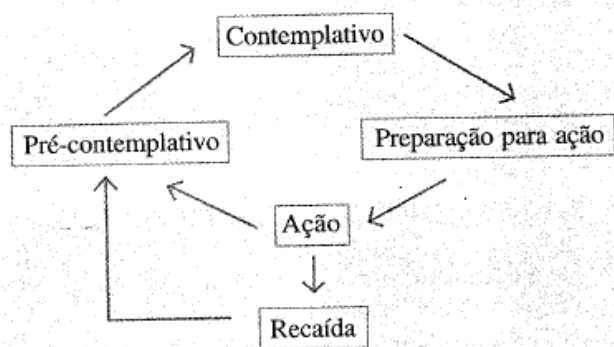 Contemplativo
Pré-contemplativo
Preparação para ação
Ação
Recaída